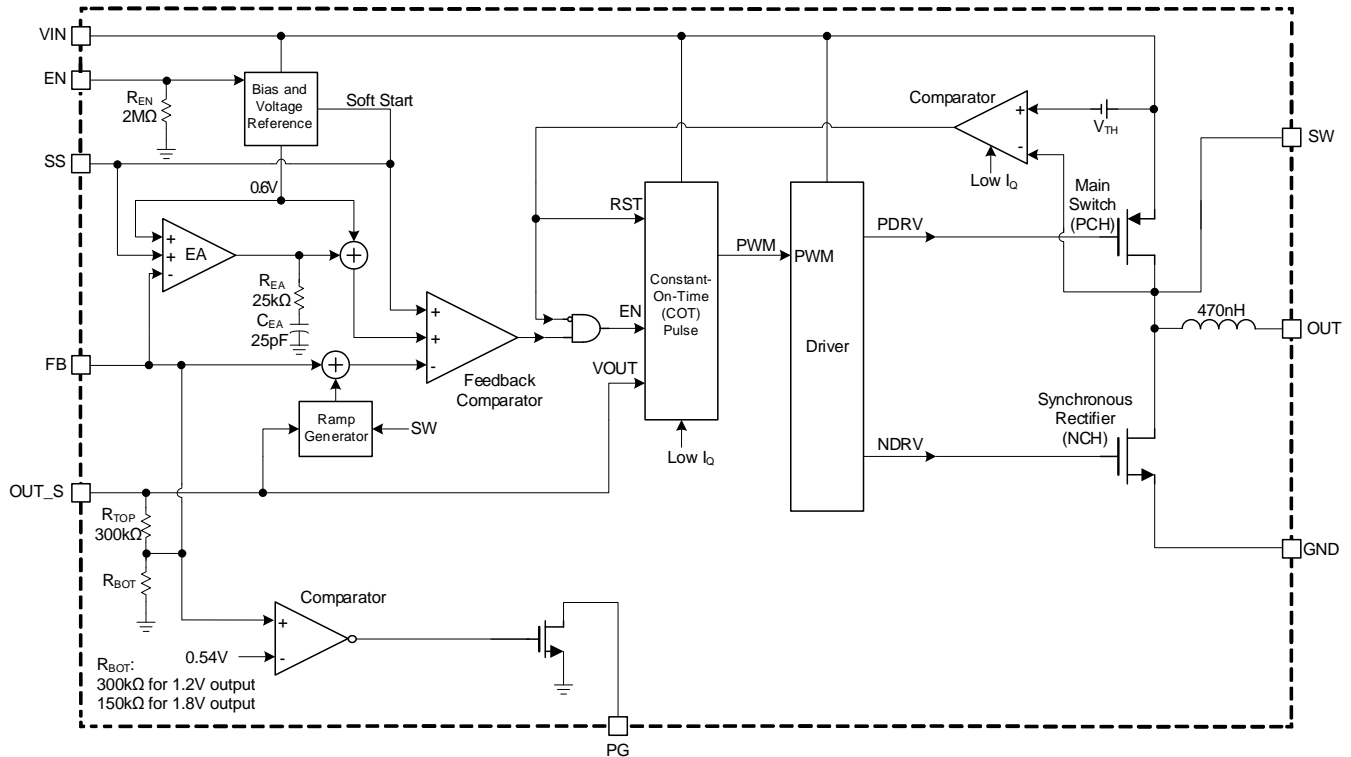 VIN
EN
R_EN
2MΩ
Bias and
Voltage
Reference
Soft Start
SS
0.6V
+
+
-
EA
+
R_EA
25kΩ
C_EA
25pF
FB
+
+
+
-
Feedback
Comparator
Ramp
Generator
SW
OUT_S
R_TOP
300kΩ
R_BOT
Comparator
+
-
0.54V
R_BOT:
300kΩ for 1.2V output
150kΩ for 1.8V output
PG
RST
EN
VOUT
Constant-
On-Time
(COT)
Pulse
Low I_Q
PWM
PWM
Driver
PDRV
NDRV
Comparator
+
-
Low I_Q
V_TH
Main
Switch
(PCH)
Synchronous
Rectifier
(NCH)
470nH
SW
OUT
GND